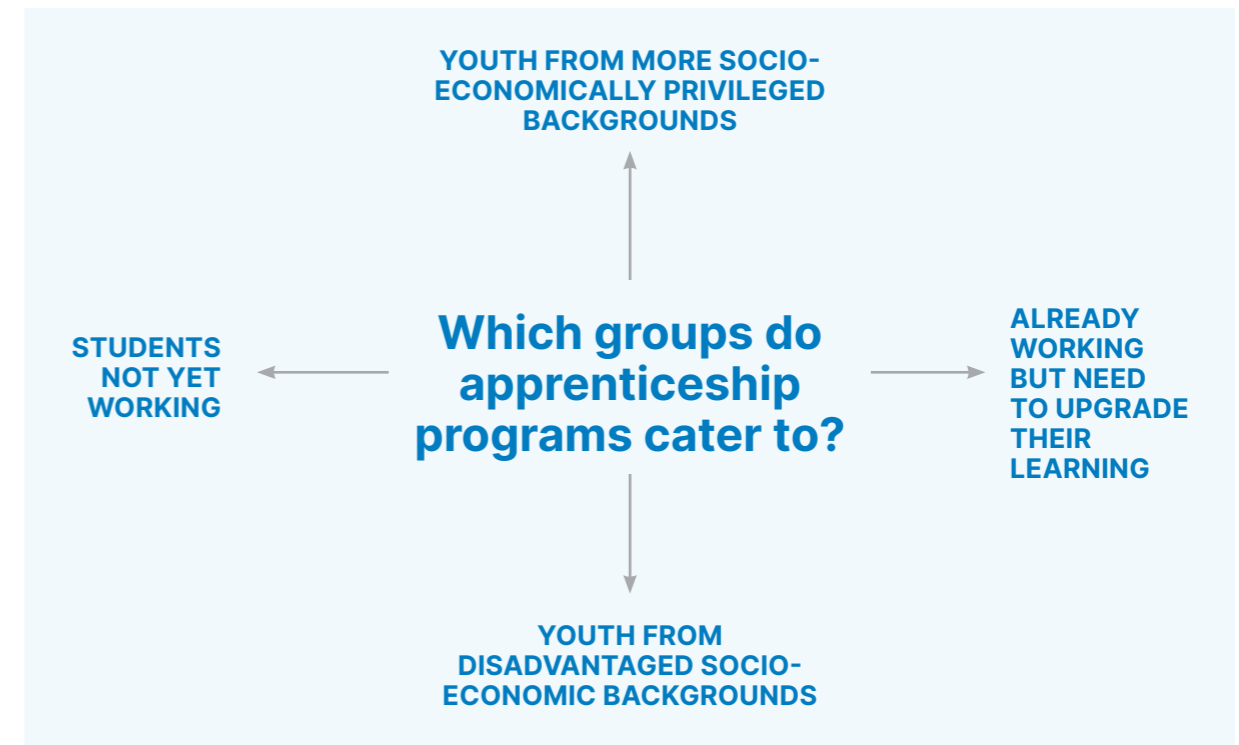 YOUTH FROM MORE SOCIO-
ECONOMICALLY PRIVILEGED
BACKGROUNDS
STUDENTS
NOT YET
WORKING
Which groups do
apprenticeship
programs cater to?
ALREADY
WORKING
BUT NEED
TO UPGRADE
THEIR
LEARNING
YOUTH FROM
DISADVANTAGED SOCIO-
ECONOMIC BACKGROUNDS